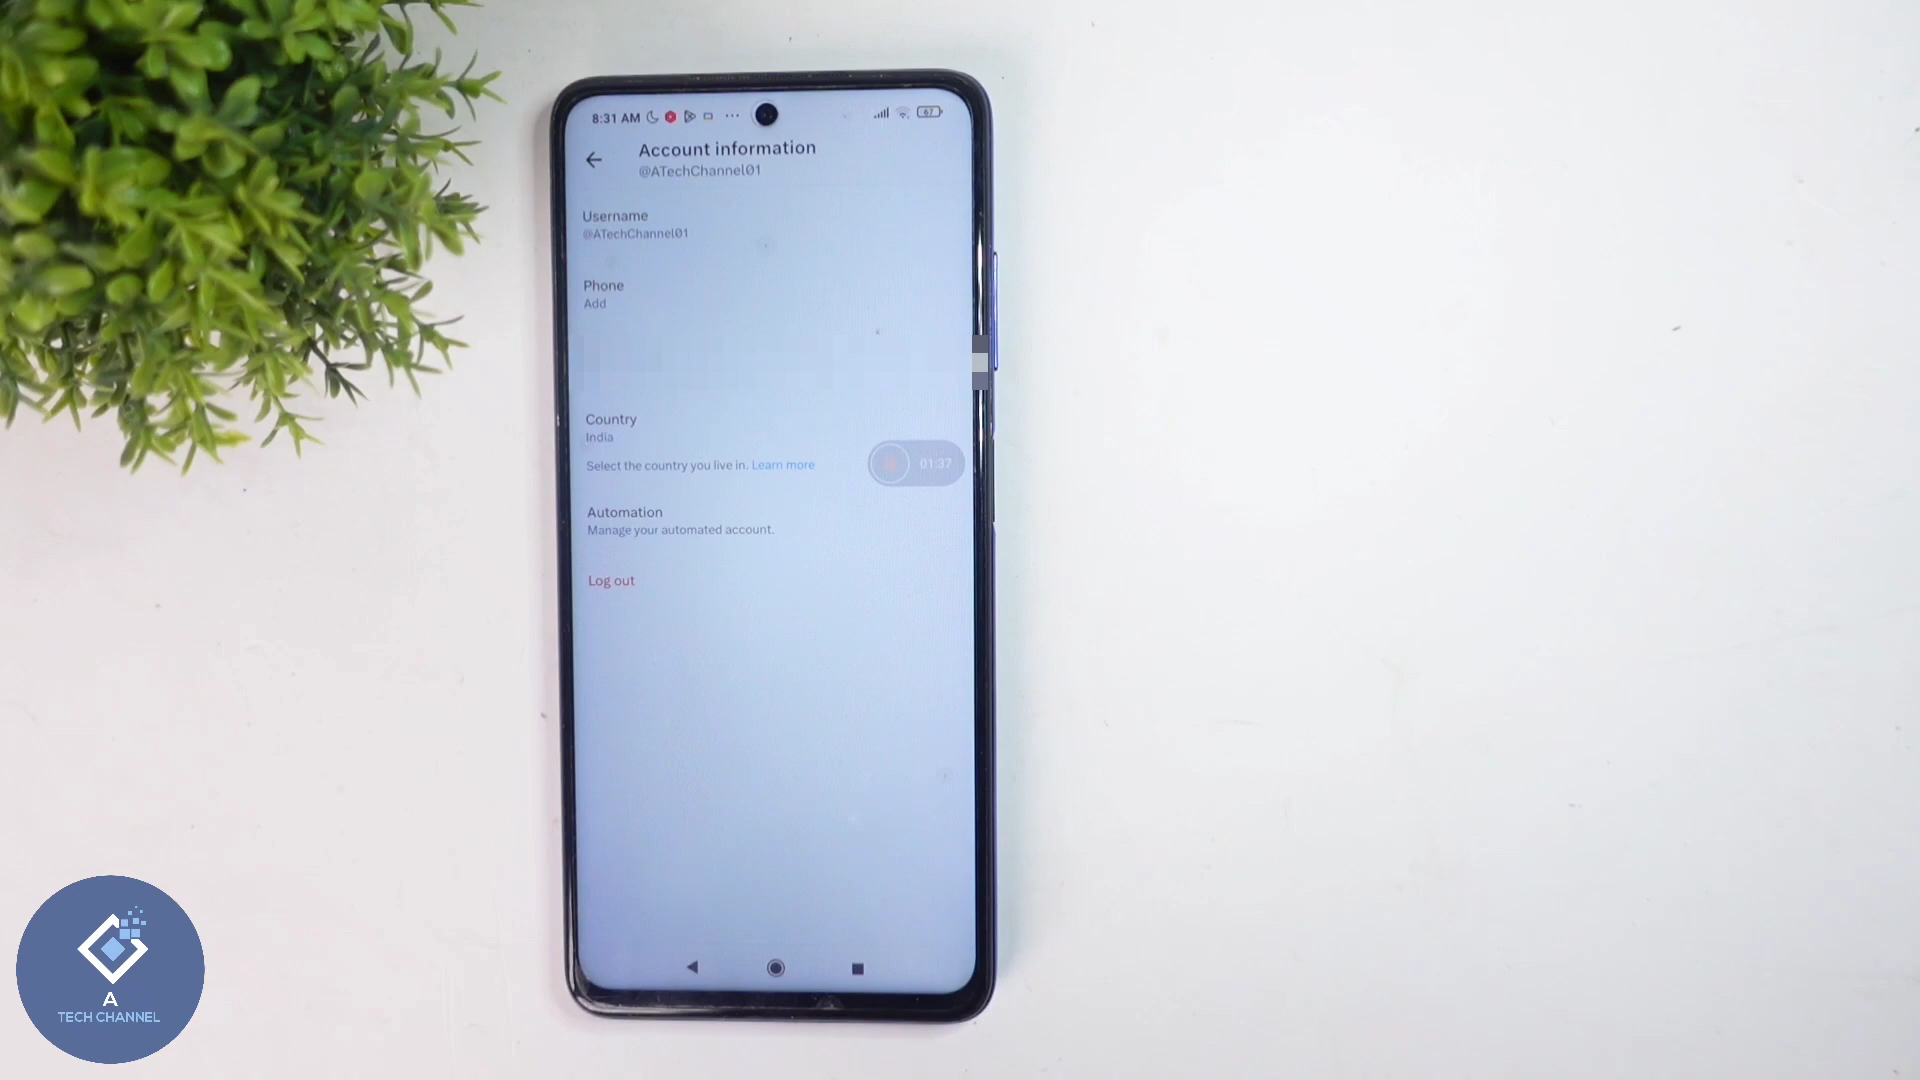 8:31 AM
67
Account information
@ATechChannel01
Username
@ATechChannel01
Phone
Add
Country
India
Select the country you live in. Learn more
01:37
Automation
Manage your automated account.
Log out
A
TECH CHANNEL